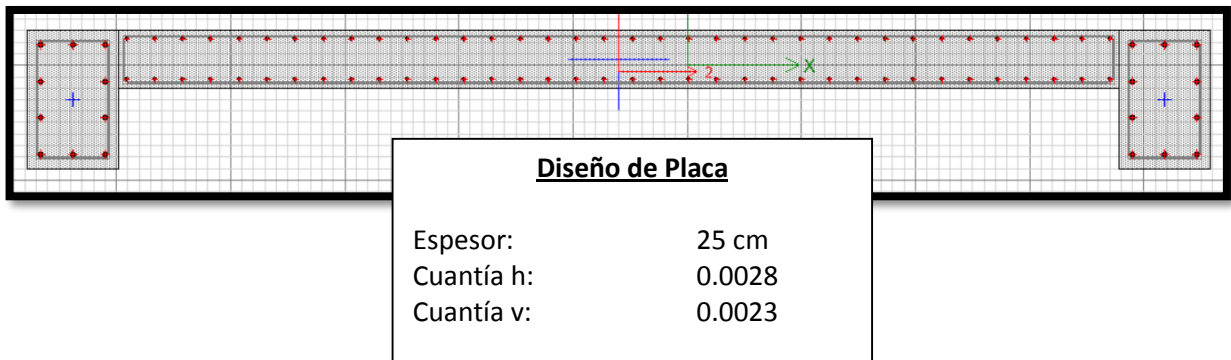 2
X
Diseño de Placa
Espesor: 25 cm
Cuantía h: 0.0028
Cuantía v: 0.0023